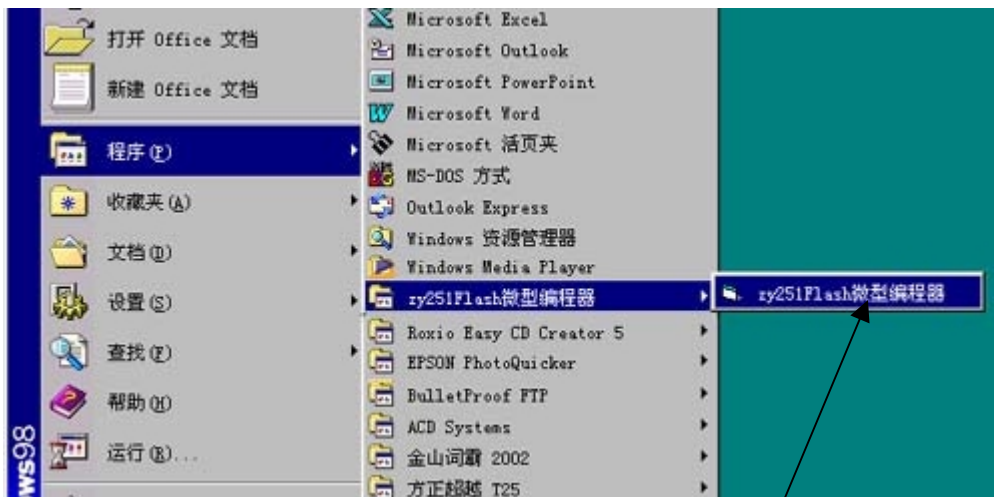 打开 Office 文档
新建 Office 文档
程序(P)
收藏夹(A)
文档(D)
设置(S)
查找(F)
帮助(H)
运行(R)...
ws98
Microsoft Excel
Microsoft Outlook
Microsoft PowerPoint
Microsoft Word
Microsoft 活页夹
MS-DOS 方式
Outlook Express
Windows 资源管理器
Windows Media Player
zy251Flash微型编程器
Roxio Easy CD Creator 5
EPSON PhotoQuicker
BulletProof FTP
ACD Systems
金山词霸 2002
方正超越 T25
zy251Flash微型编程器